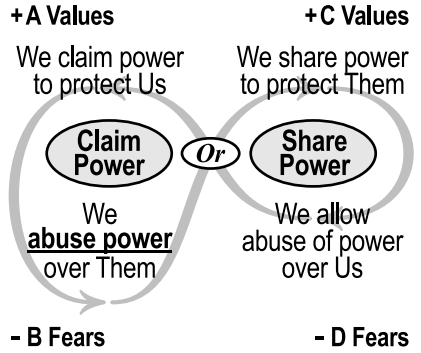 +A Values
+C Values
We claim power
to protect Us
We share power
to protect Them
Claim
Power
Or
Share
Power
We
abuse power
over Them
We allow
abuse of power
over Us
- B Fears
- D Fears